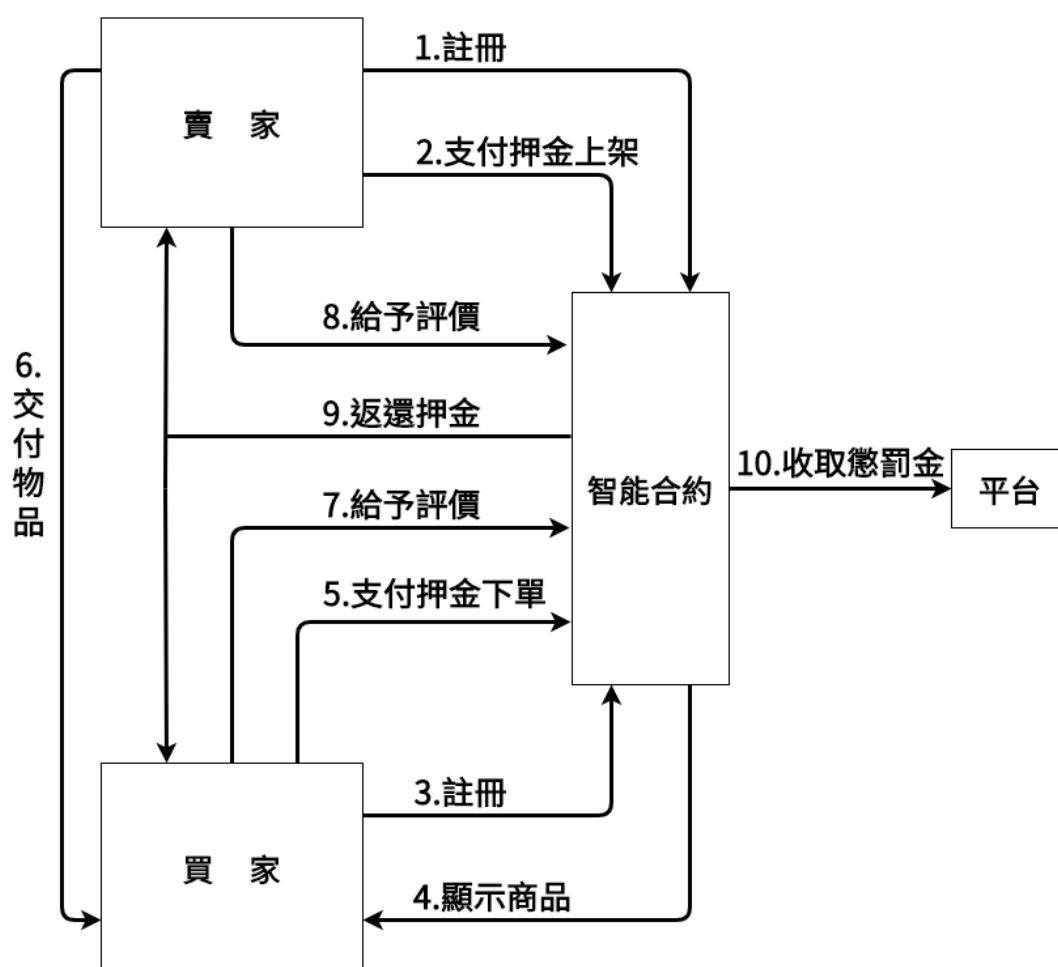 1.註冊
賣 家
2.支付押金上架
8.給予評價
6.
交
付
物
品
9.返還押金
10.收取懲罰金
智能合約
平台
7.給予評價
5.支付押金下單
3.註冊
買 家
4.顯示商品